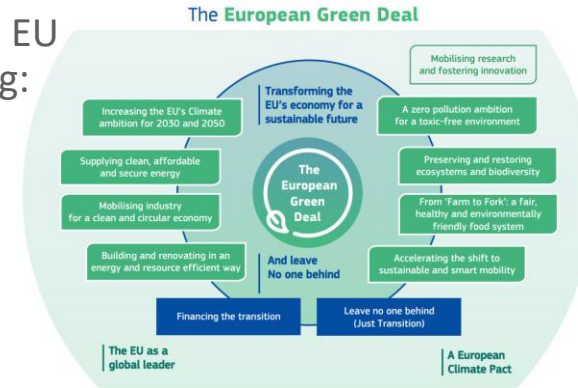 The European Green Deal
EU
g:
Mobilising research
and fostering innovation
Transforming the
EU's economy for a
sustainable future
Increasing the EU's Climate
ambition for 2030 and 2050
A zero pollution ambition
for a toxic-free environment
Supplying clean, affordable
and secure energy
Preserving and restoring
ecosystems and biodiversity
The
European
Green
Deal
Mobilising industry
for a clean and circular economy
From 'Farm to Fork': a fair,
healthy and environmentally
friendly food system
Building and renovating in an
energy and resource efficient way
And leave
No one behind
Accelerating the shift to
sustainable and smart mobility
Financing the transition
Leave no one behind
(Just Transition)
The EU as a
global leader
A European
Climate Pact